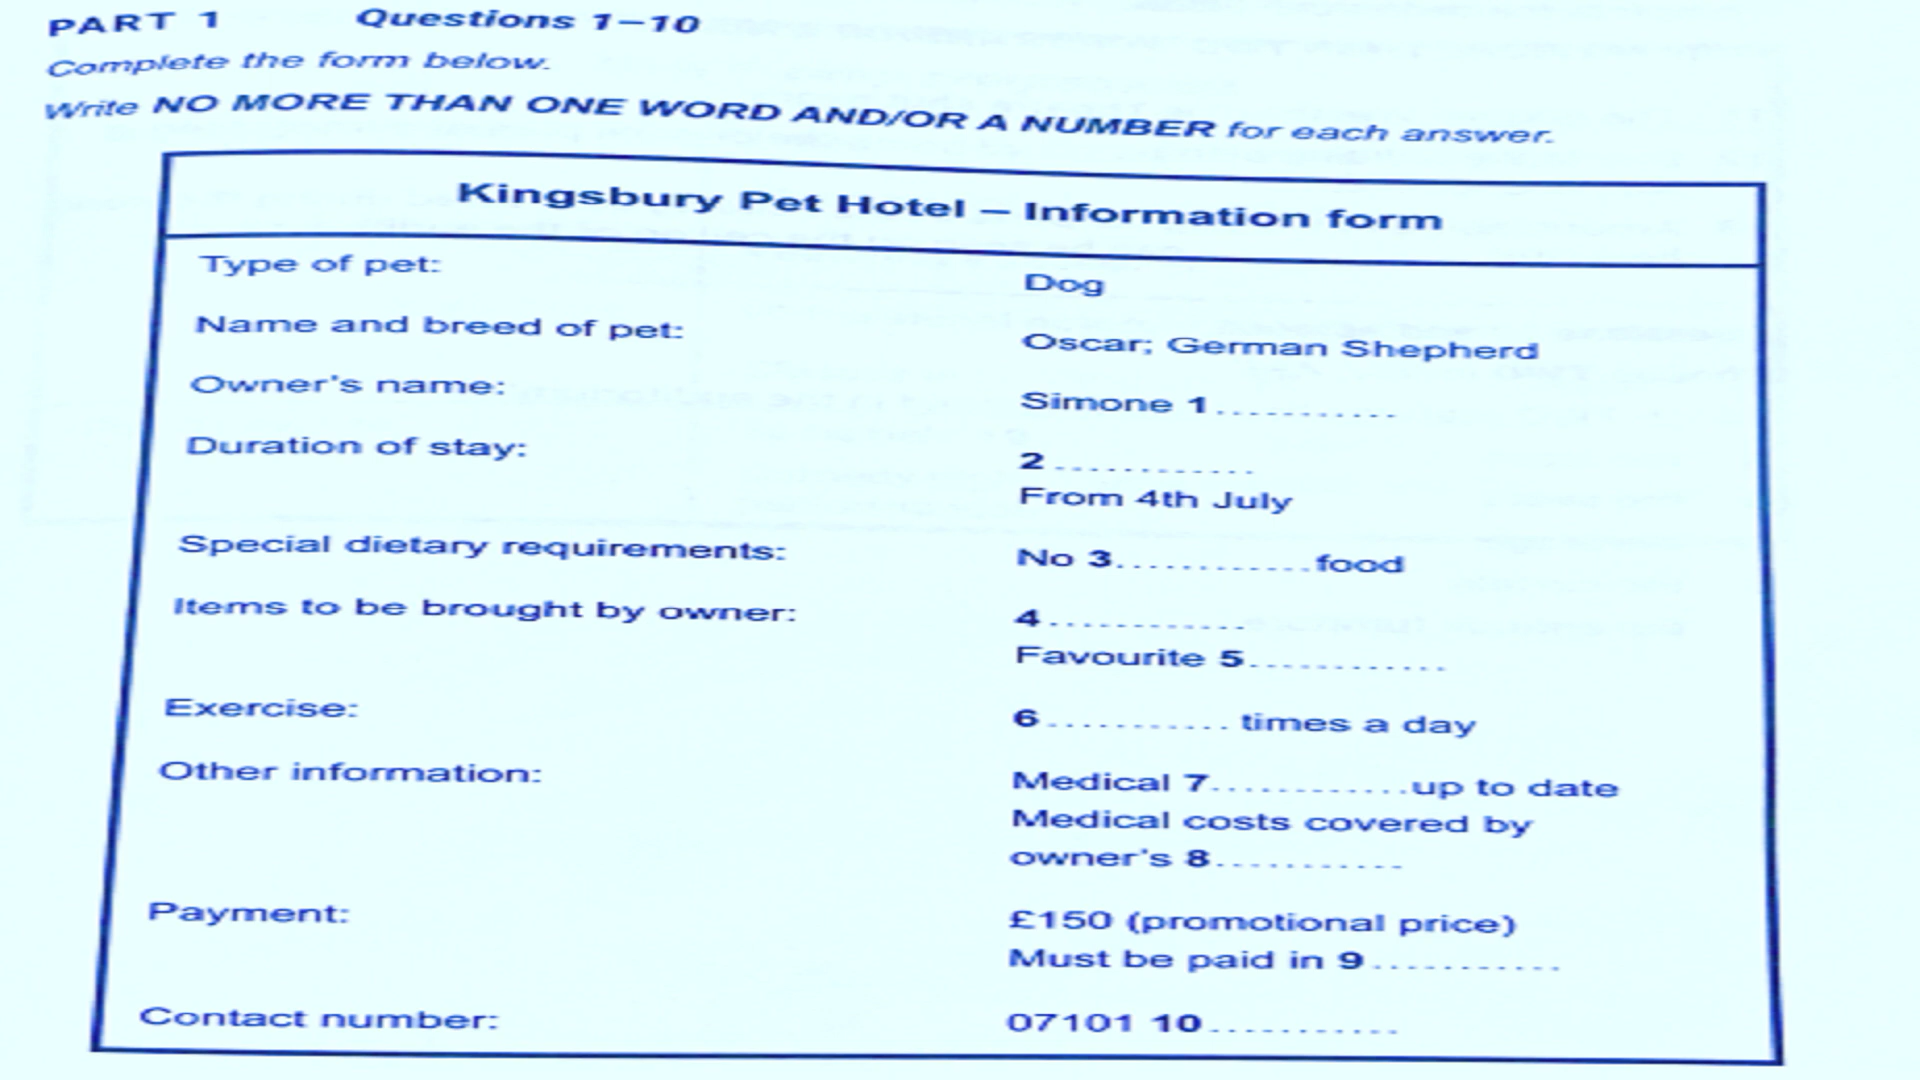 PART 1 Questions 1–10
Complete the form below.
Write NO MORE THAN ONE WORD AND/OR A NUMBER for each answer.
Kingsbury Pet Hotel – Information form
Type of pet: Dog
Name and breed of pet: Oscar; German Shepherd
Owner's name: Simone 1............
Duration of stay: 2............
From 4th July
Special dietary requirements: No 3............food
Items to be brought by owner: 4............
Favourite 5............
Exercise: 6............ times a day
Other information: Medical 7............up to date
Medical costs covered by
owner's 8............
Payment: £150 (promotional price)
Must be paid in 9............
Contact number: 07101 10............